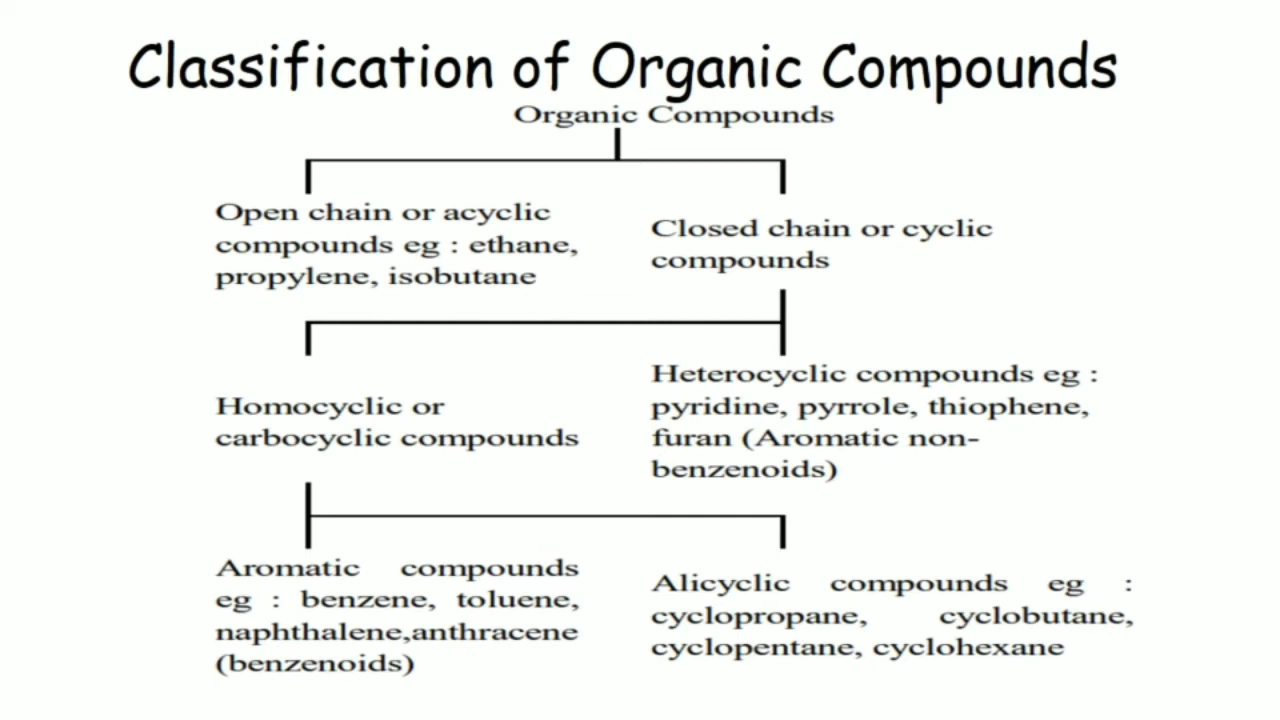 Classification of Organic Compounds
Organic Compounds
Open chain or acyclic
compounds eg : ethane,
propylene, isobutane
Closed chain or cyclic
compounds
Homocyclic or
carbocyclic compounds
Heterocyclic compounds eg :
pyridine, pyrrole, thiophene,
furan (Aromatic non-
benzenoids)
Aromatic compounds
eg : benzene, toluene,
naphthalene,anthracene
(benzenoids)
Alicyclic compounds eg :
cyclopropane, cyclobutane,
cyclopentane, cyclohexane